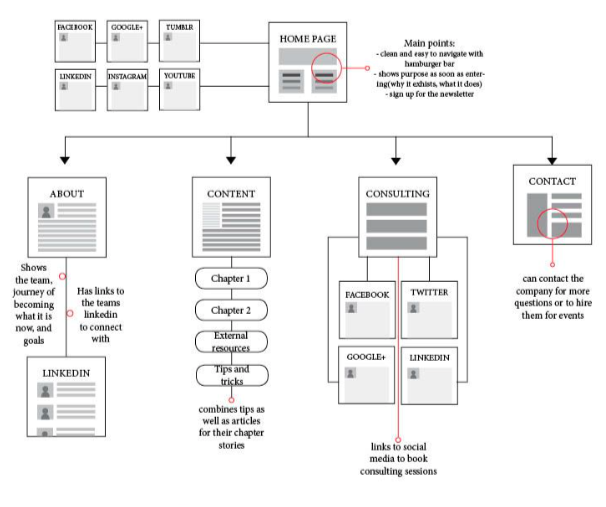 FACEBOOK
GOOGLE+
TUMBLR
LINKEDIN
INSTAGRAM
YOUTUBE
HOME PAGE
Main points:
- clean and easy to navigate with
hamburger bar
- shows purpose as soon as enter-
ing(why it exhists, what it does)
- sign up for the newsletter
ABOUT
Shows
the team,
journey of
becoming
what it is
now, and
goals
Has links to
the teams
linkedin
to connect
with
LINKEDIN
CONTENT
Chapter 1
Chapter 2
External
resources
Tips and
tricks
combines tips as
well as articles
for their chapter
stories
CONSULTING
FACEBOOK
TWITTER
GOOGLE+
LINKEDIN
links to social
media to book
consulting sessions
CONTACT
can contact the
company for more
questions or to hire
them for events